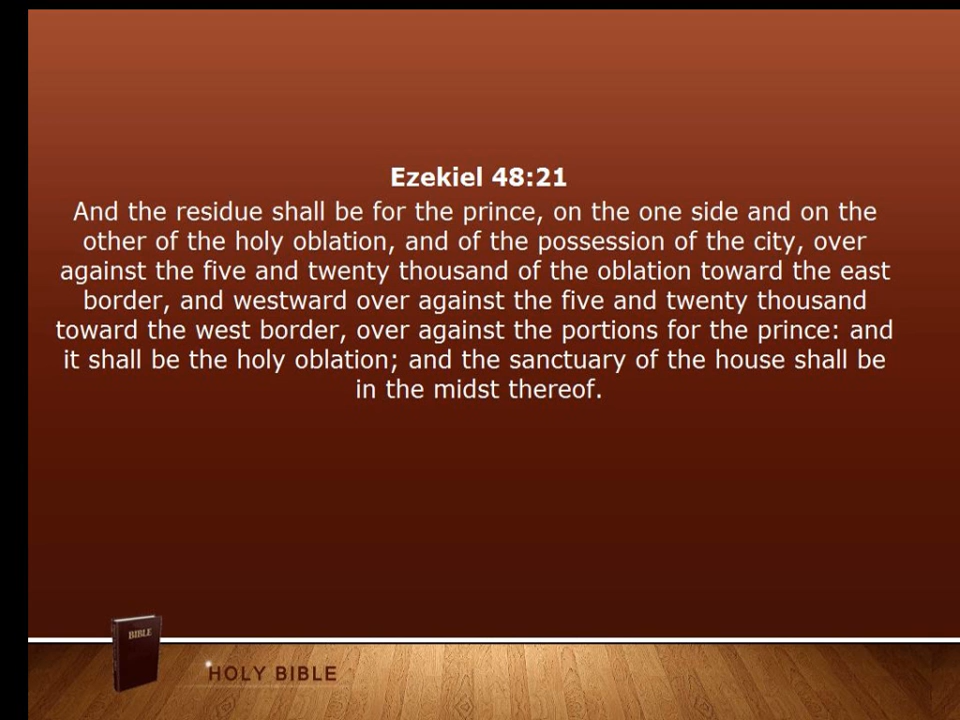 Ezekiel 48:21
And the residue shall be for the prince, on the one side and on the
other of the holy oblation, and of the possession of the city, over
against the five and twenty thousand of the oblation toward the east
border, and westward over against the five and twenty thousand
toward the west border, over against the portions for the prince: and
it shall be the holy oblation; and the sanctuary of the house shall be
in the midst thereof.
BIBLE
HOLY BIBLE